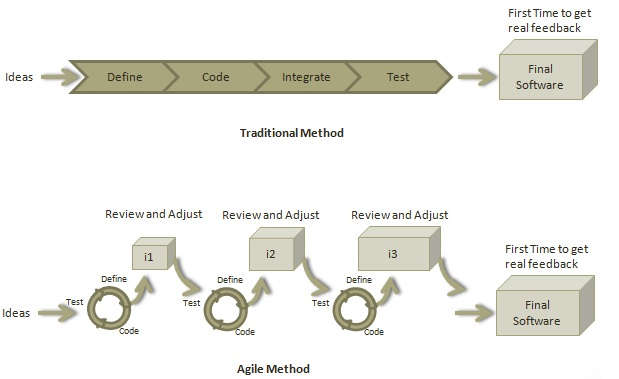 First Time to get
real feedback
Ideas
Define
Code
Integrate
Test
Final
Software
Traditional Method
Review and Adjust
Review and Adjust
Review and Adjust
i1
i2
i3
First Time to get
real feedback
Define
Define
Define
Ideas
Test
Test
Test
Code
Code
Code
Final
Software
Agile Method